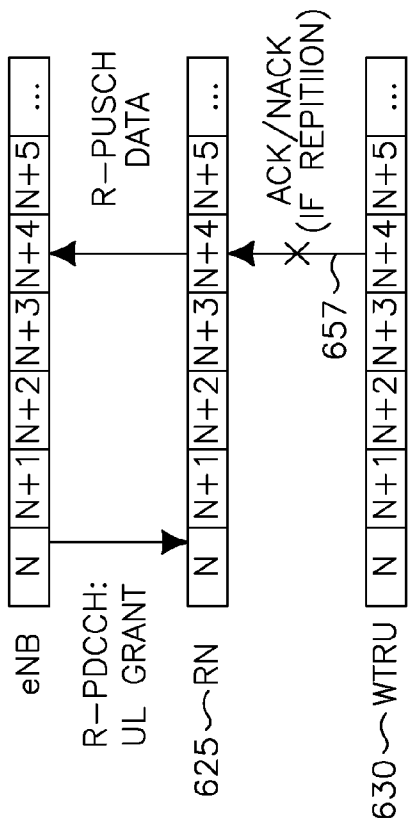 eNB
N N+1 N+2 N+3 N+4 N+5 ...
R-PDCCH:
UL GRANT
R-PUSCH
DATA
625 RN
N N+1 N+2 N+3 N+4 N+5 ...
657
ACK/NACK
(IF REPITIION)
630 WTRU
N N+1 N+2 N+3 N+4 N+5 ...